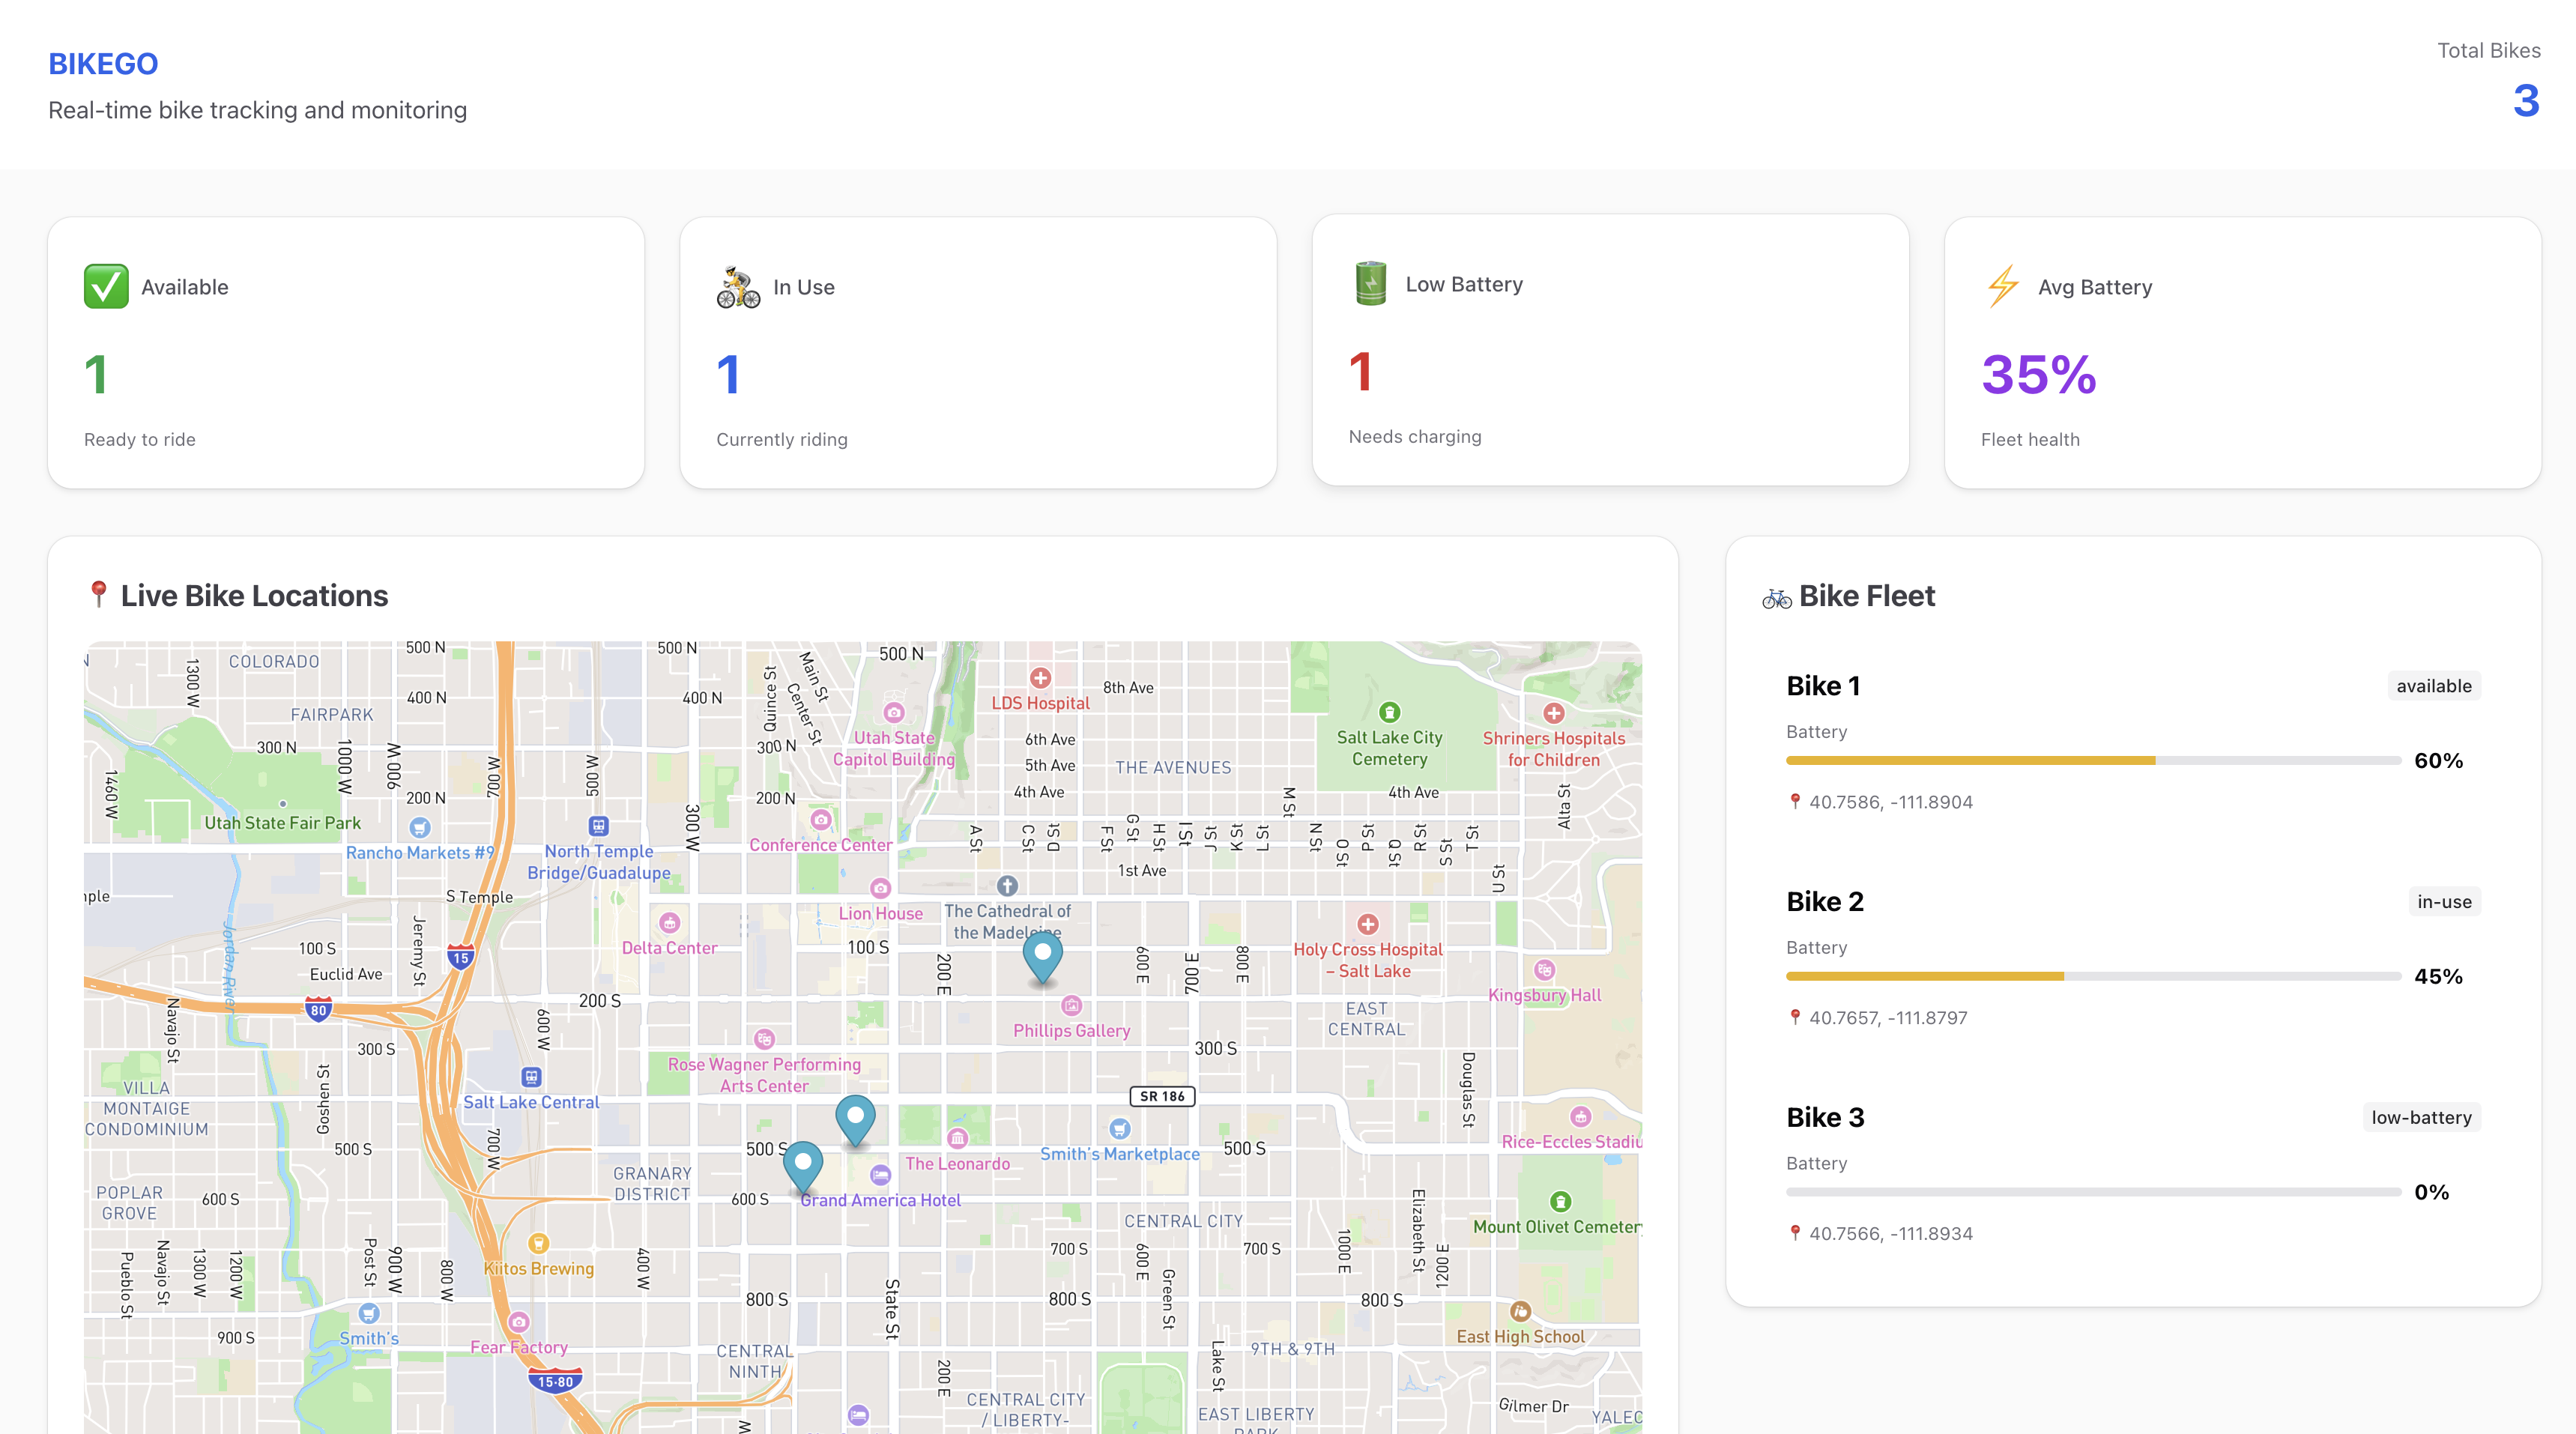 BIKEGO
Real-time bike tracking and monitoring
Total Bikes
3
Available
1
Ready to ride
In Use
1
Currently riding
Low Battery
1
Needs charging
Avg Battery
35%
Fleet health
Live Bike Locations
500 N
500 N
500 N
COLORADO
1300 W
400 N
400 N
Quince St
Main St
Center St
LDS Hospital
8th Ave
FAIRPARK
Utah State
Capitol Building
Salt Lake City
Cemetery
Shriners Hospitals
for Children
300 N
1000 W
900 W
700 W
500 W
300 N
6th Ave
5th Ave
THE AVENUES
1460 W
200 N
200 N
4th Ave
4th Ave
M St
Alta St
Utah State Fair Park
300 W
Rancho Markets #9
North Temple
Bridge/Guadalupe
Conference Center
A St
C St
D St
F St
G St
H St
I St
J St
K St
L St
N St
O St
P St
Q St
R St
S St
T St
U St
1st Ave
S Temple
Lion House
The Cathedral of
the Madeleine
Jordan River
100 S
Jeremy St
15
Delta Center
100 S
200 E
600 E
700 E
800 E
Holy Cross Hospital
– Salt Lake
Euclid Ave
Kingsbury Hall
80
200 S
Navajo St
600 W
Phillips Gallery
EAST
CENTRAL
300 S
300 S
Rose Wagner Performing
Arts Center
Douglas St
VILLA
MONTAIGE
CONDOMINIUM
Goshen St
Salt Lake Central
SR 186
500 S
700 W
500 S
The Leonardo
Smith's Marketplace
500 S
Rice-Eccles Stadiu
GRANARY
DISTRICT
POPLAR
GROVE
600 S
600 S
Grand America Hotel
Elizabeth St
Mount Olivet Cemeter
CENTRAL CITY
Pueblo St
Navajo St
1300 W
1200 W
Post St
900 W
800 W
Kiitos Brewing
400 W
700 S
600 E
700 S
1000 E
1200 E
State St
Green St
800 S
800 S
800 S
900 S
Smith's
Fear Factory
East High School
CENTRAL
NINTH
Lake St
9TH & 9TH
15-80
200 E
CENTRAL CITY
/ LIBERTY-
EAST LIBERTY
Gilmer Dr
YALEC
Bike Fleet
Bike 1
available
Battery
60%
40.7586, -111.8904
Bike 2
in-use
Battery
45%
40.7657, -111.8797
Bike 3
low-battery
Battery
0%
40.7566, -111.8934